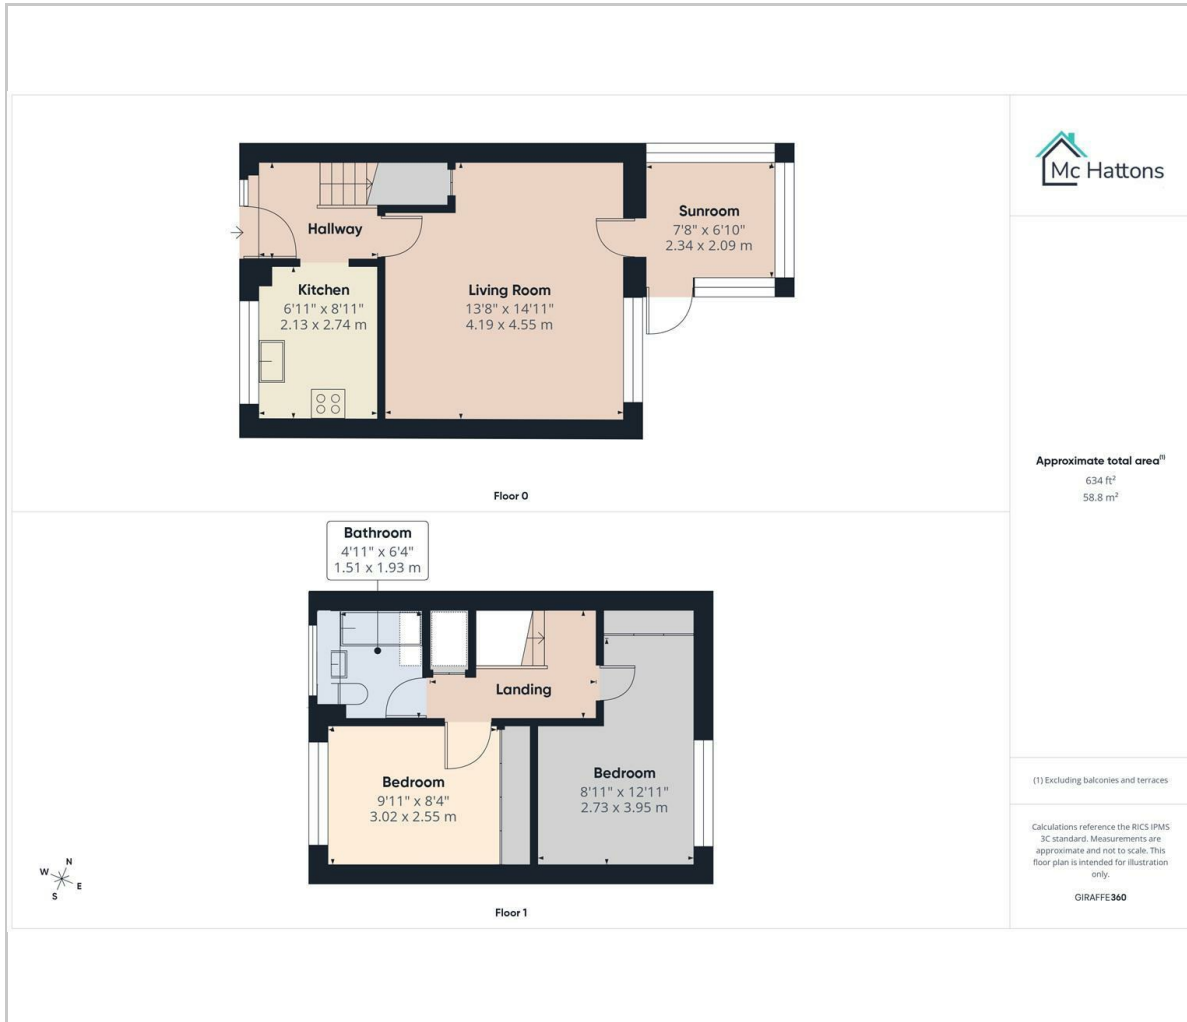 Hallway
Kitchen
6'11" x 8'11"
2.13 x 2.74 m
Living Room
13'8" x 14'11"
4.19 x 4.55 m
Sunroom
7'8" x 6'10"
2.34 x 2.09 m
Floor 0
Bathroom
4'11" x 6'4"
1.51 x 1.93 m
Landing
Bedroom
9'11" x 8'4"
3.02 x 2.55 m
Bedroom
8'11" x 12'11"
2.73 x 3.95 m
N
W
E
S
Floor 1
Mc Hattons
Approximate total area⁽¹⁾
634 ft²
58.8 m²
(1) Excluding balconies and terraces
Calculations reference the RICS IPMS
3C standard. Measurements are
approximate and not to scale. This
floor plan is intended for illustration
only.
GIRAFFE360